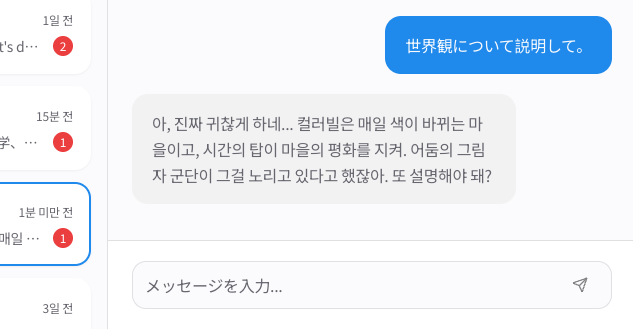 1일 전
t's d…
2
15분 전
学、…
1
1분 미만 전
매일 …
1
3일 전
世界観について説明して。
아, 진짜 귀찮게 하네... 컬러빌은 매일 색이 바뀌는 마
을이고, 시간의 탑이 마을의 평화를 지켜. 어둠의 그림
자 군단이 그걸 노리고 있다고 했잖아. 또 설명해야 돼?
メッセージを入力...